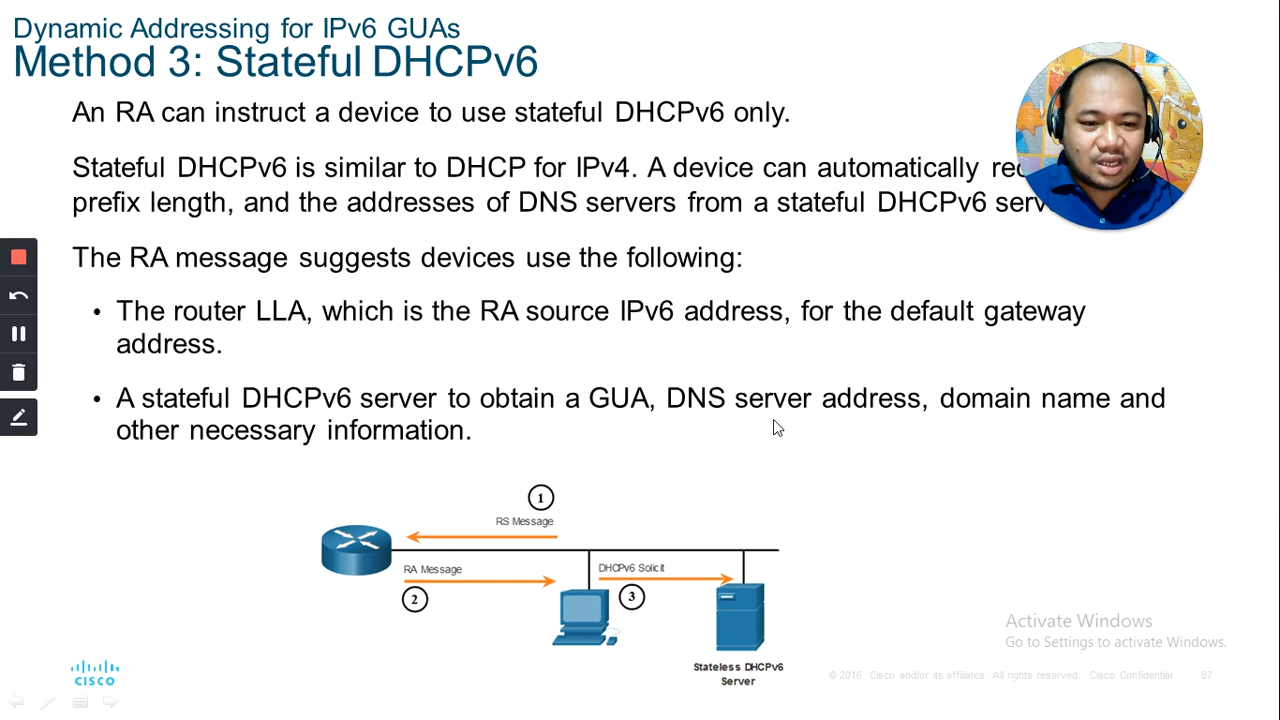 Dynamic Addressing for IPv6 GUAs
Method 3: Stateful DHCPv6
An RA can instruct a device to use stateful DHCPv6 only.
Stateful DHCPv6 is similar to DHCP for IPv4. A device can automatically
prefix length, and the addresses of DNS servers from a stateful DHCPv6
The RA message suggests devices use the following:
• The router LLA, which is the RA source IPv6 address, for the default gateway
address.
• A stateful DHCPv6 server to obtain a GUA, DNS server address, domain name and
other necessary information.
1
RS Message
RA Message
2
DHCPv6 Solicit
3
Stateless DHCPv6
Server
Activate Windows
Go to Settings to activate Windows.
CISCO
© 2016 Cisco and/or its affiliates. All rights reserved. Cisco Confidential 87